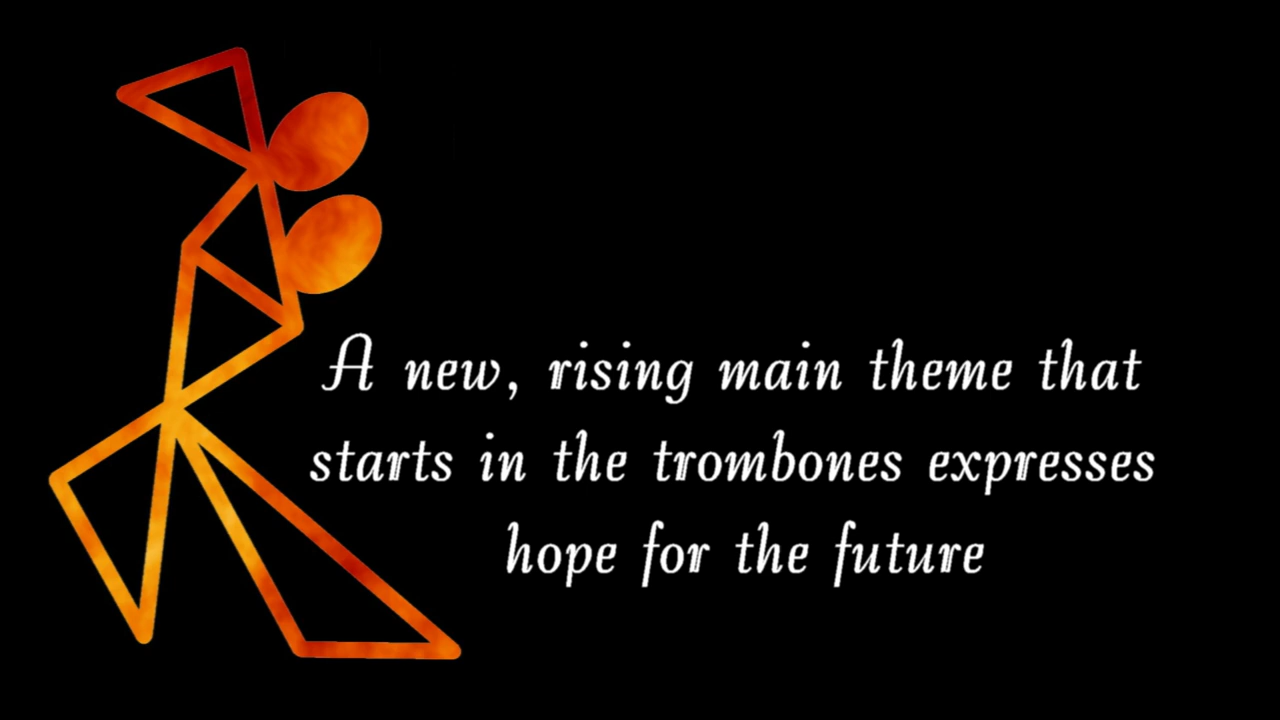 A new, rising main theme that
starts in the trombones expresses
hope for the future